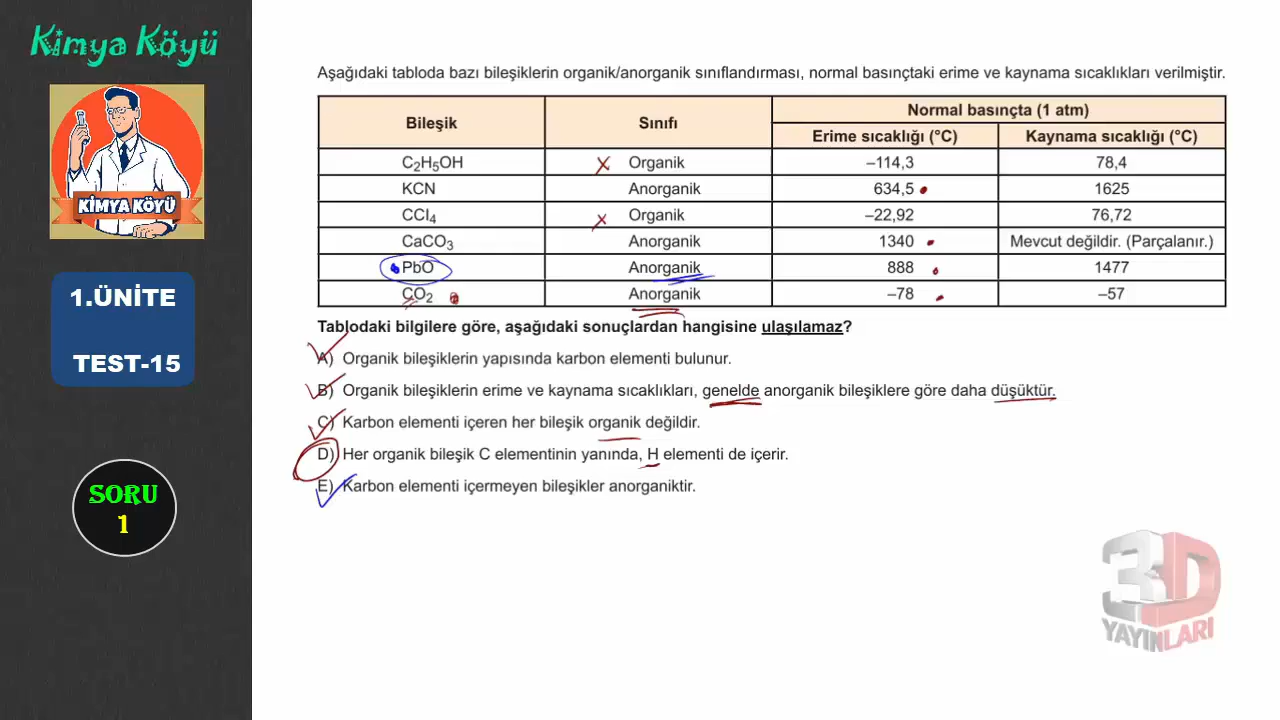 Kimya Köyü
KİMYA KÖYÜ
1.ÜNİTE
TEST-15
SORU
1
Aşağıdaki tabloda bazı bileşiklerin organik/anorganik sınıflandırması, normal basınçtaki erime ve kaynama sıcaklıkları verilmiştir.
Bileşik Sınıfı Normal basınçta (1 atm)
Erime sıcaklığı (°C) Kaynama sıcaklığı (°C)
C₂H₅OH Organik –114,3 78,4
KCN Anorganik 634,5 1625
CCl₄ Organik –22,92 76,72
CaCO₃ Anorganik 1340 Mevcut değildir. (Parçalanır.)
PbO Anorganik 888 1477
CO₂ Anorganik –78 –57
Tablodaki bilgilere göre, aşağıdaki sonuçlardan hangisine ulaşılamaz?
A) Organik bileşiklerin yapısında karbon elementi bulunur.
B) Organik bileşiklerin erime ve kaynama sıcaklıkları, genelde anorganik bileşiklere göre daha düşüktür.
C) Karbon elementi içeren her bileşik organik değildir.
D) Her organik bileşik C elementinin yanında, H elementi de içerir.
E) Karbon elementi içermeyen bileşikler anorganiktir.
3D
YAYINLARI